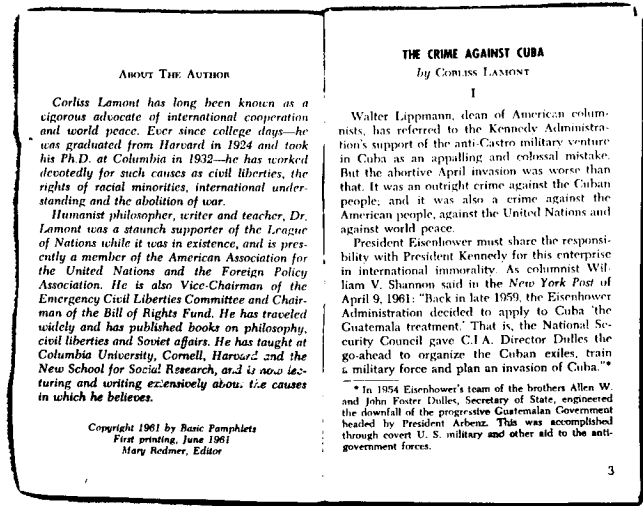 ABOUT THE AUTHOR
Corliss Lamont has long been known as a
vigorous advocate of international cooperation
and world peace. Ever since college days—he
was graduated from Harvard in 1924 and took
his Ph.D. at Columbia in 1932—he has worked
devotedly for such causes as civil liberties, the
rights of racial minorities, international under-
standing and the abolition of war.
Humanist philosopher, writer and teacher, Dr.
Lamont was a staunch supporter of the League
of Nations while it was in existence, and is pres-
ently a member of the American Association for
the United Nations and the Foreign Policy
Association. He is also Vice-Chairman of the
Emergency Civil Liberties Committee and Chair-
man of the Bill of Rights Fund. He has traveled
widely and has published books on philosophy,
civil liberties and Soviet affairs. He has taught at
Columbia University, Cornell, Harvard and the
New School for Social Research, and is now lec-
turing and writing extensively about the causes
in which he believes.
Copyright 1961 by Basic Pamphlets
First printing, June 1961
Mary Redmer, Editor
THE CRIME AGAINST CUBA
by CORLISS LAMONT
I
Walter Lippmann, dean of American colum-
nists, has referred to the Kennedy Administra-
tion's support of the anti-Castro military venture
in Cuba as an appalling and colossal mistake.
But the abortive April invasion was worse than
that. It was an outright crime against the Cuban
people; and it was also a crime against the
American people, against the United Nations and
against world peace.
President Eisenhower must share the responsi-
bility with President Kennedy for this enterprise
in international immorality. As columnist Wil-
liam V. Shannon said in the New York Post of
April 9, 1961: "Back in late 1959, the Eisenhower
Administration decided to apply to Cuba 'the
Guatemala treatment.' That is, the National Se-
curity Council gave C.I.A. Director Dulles the
go-ahead to organize the Cuban exiles, train
a military force and plan an invasion of Cuba."*
* In 1954 Eisenhower's team of the brothers Allen W.
and John Foster Dulles, Secretary of State, engineered
the downfall of the progressive Guatemalan Government
headed by President Arbenz. This was accomplished
through covert U. S. military and other aid to the anti-
government forces.
3